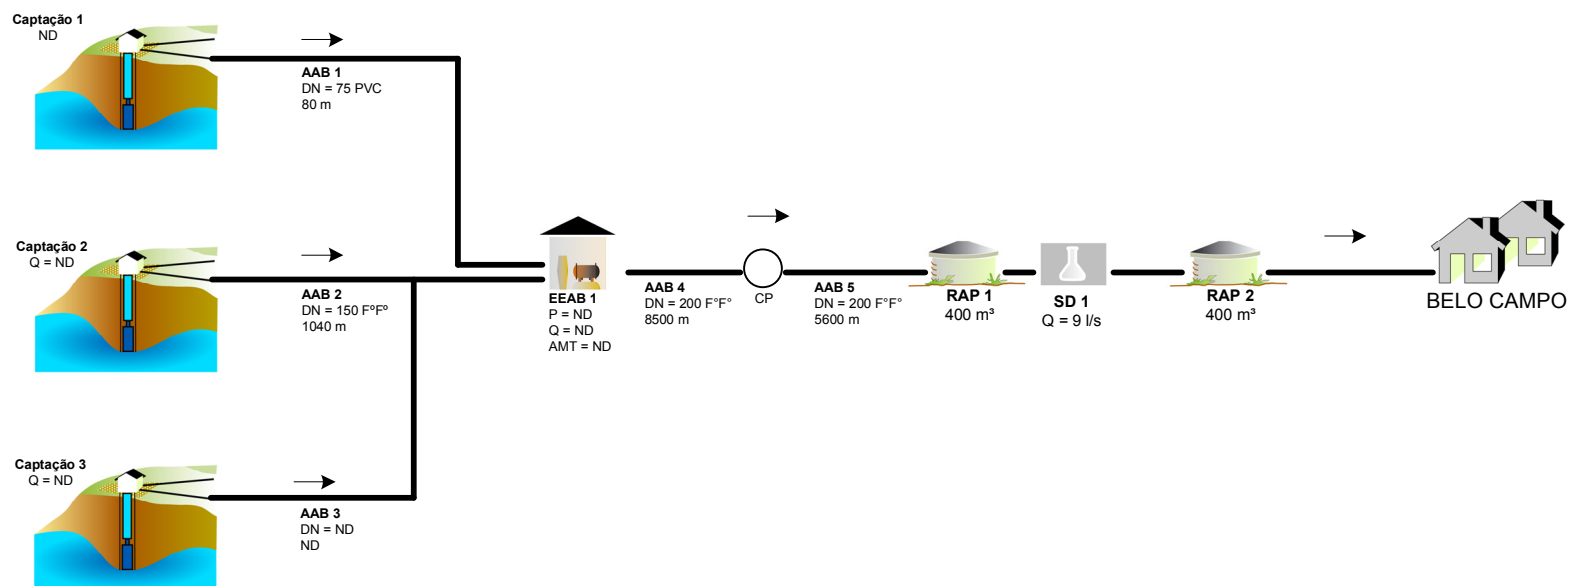 Captação 1
ND
AAB 1
DN = 75 PVC
80 m
Captação 2
Q = ND
AAB 2
DN = 150 FºFº
1040 m
Captação 3
Q = ND
AAB 3
DN = ND
ND
EEAB 1
P = ND
Q = ND
AMT = ND
AAB 4
DN = 200 F°F°
8500 m
CP
AAB 5
DN = 200 F°F°
5600 m
RAP 1
400 m³
SD 1
Q = 9 l/s
RAP 2
400 m³
BELO CAMPO